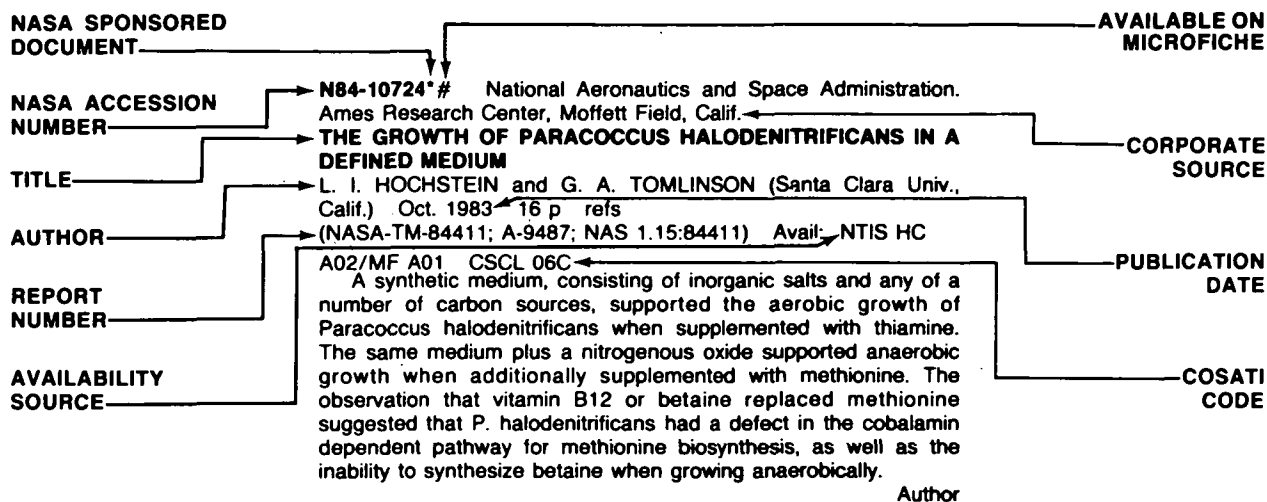 NASA SPONSORED
DOCUMENT
AVAILABLE ON
MICROFICHE
NASA ACCESSION
NUMBER
N84-10724*# National Aeronautics and Space Administration.
Ames Research Center, Moffett Field, Calif.
CORPORATE
SOURCE
TITLE
THE GROWTH OF PARACOCCUS HALODENITRIFICANS IN A
DEFINED MEDIUM
AUTHOR
L. I. HOCHSTEIN and G. A. TOMLINSON (Santa Clara Univ.,
Calif.) Oct. 1983 16 p refs
PUBLICATION
DATE
REPORT
NUMBER
(NASA-TM-84411; A-9487; NAS 1.15:84411) Avail: NTIS HC
A02/MF A01 CSCL 06C
AVAILABILITY
SOURCE
COSATI
CODE
A synthetic medium, consisting of inorganic salts and any of a
number of carbon sources, supported the aerobic growth of
Paracoccus halodenitrificans when supplemented with thiamine.
The same medium plus a nitrogenous oxide supported anaerobic
growth when additionally supplemented with methionine. The
observation that vitamin B12 or betaine replaced methionine
suggested that P. halodenitrificans had a defect in the cobalamin
dependent pathway for methionine biosynthesis, as well as the
inability to synthesize betaine when growing anaerobically.
Author